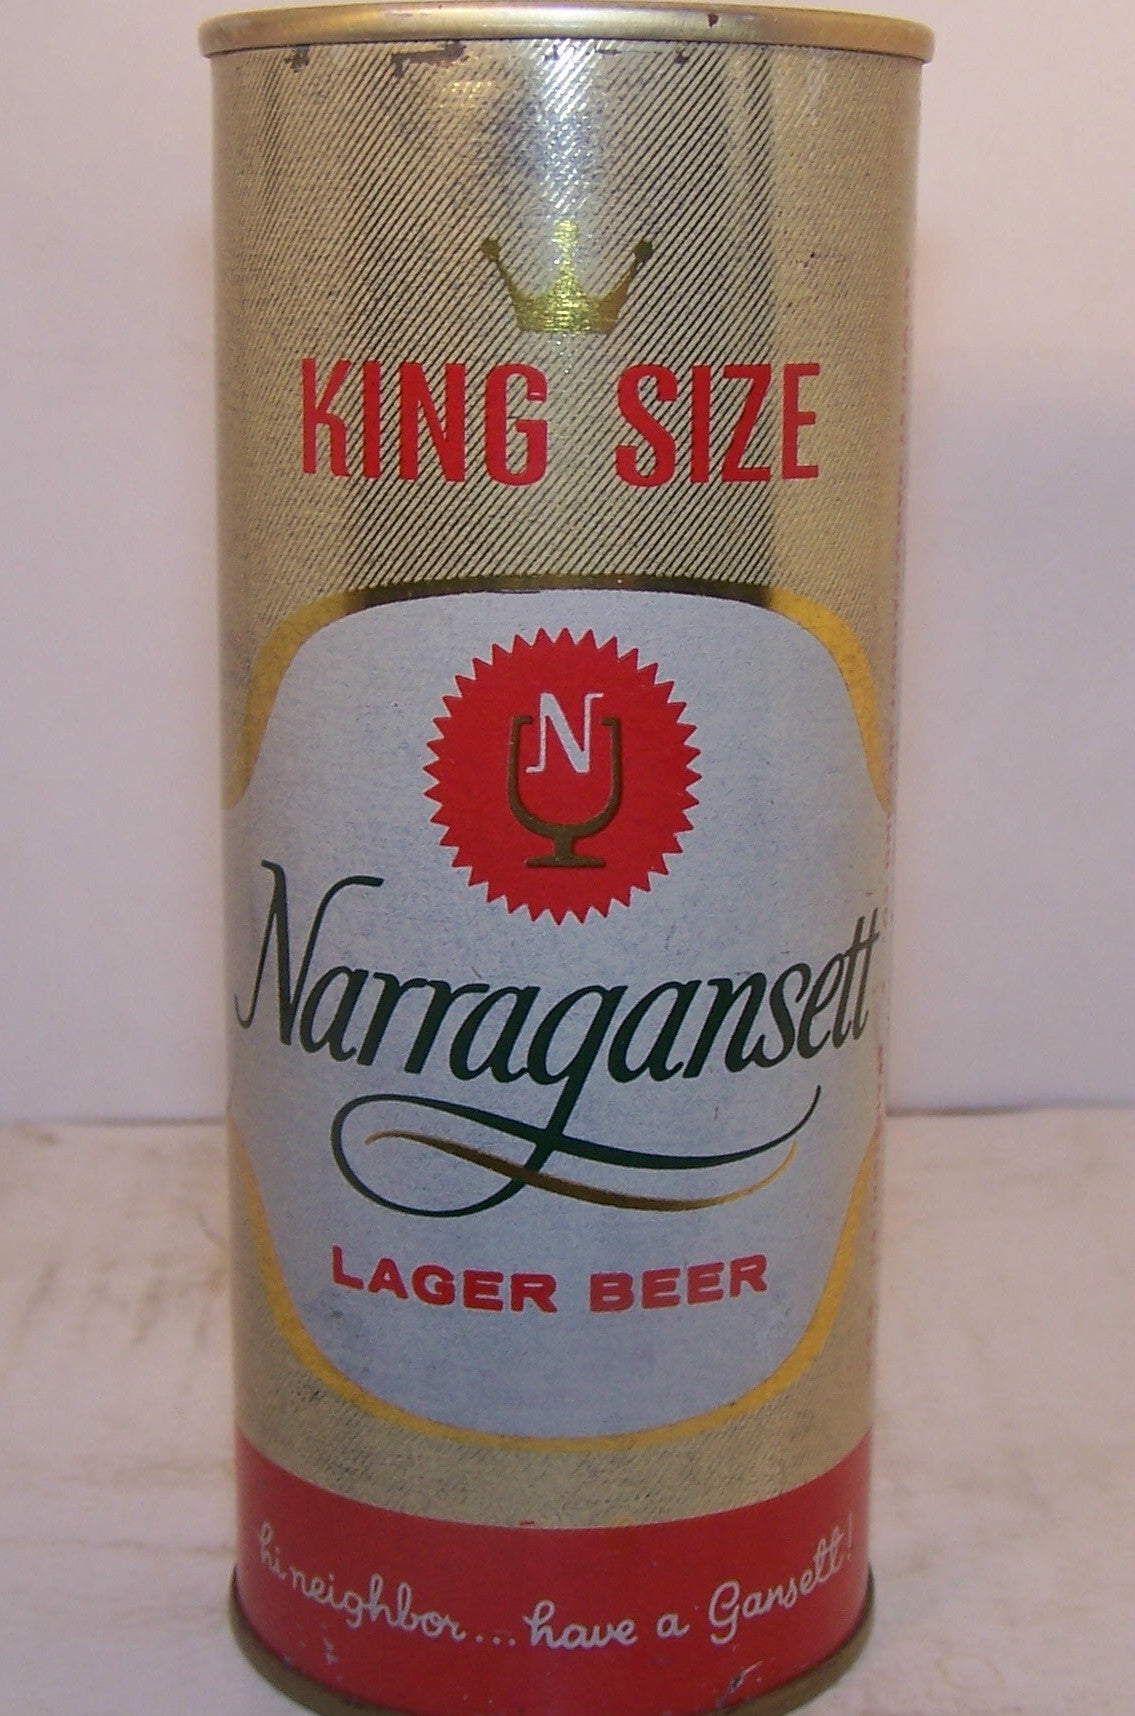 KING SIZE
N
Narragansett
LAGER BEER
hi neighbor... have a Gansett!